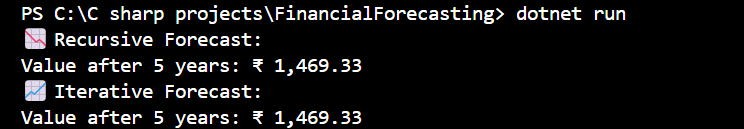 PS C:\C sharp projects\FinancialForecasting> dotnet run
📉 Recursive Forecast:
Value after 5 years: ₹ 1,469.33
📈 Iterative Forecast:
Value after 5 years: ₹ 1,469.33